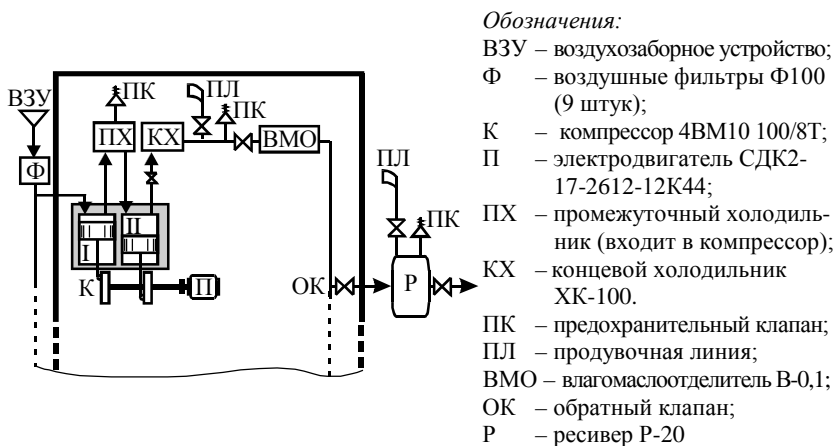 ВЗУ
Ф
ПК
ПХ
КХ
ПЛ
ПК
ВМО
I
II
К
П
ОК
ПЛ
ПК
Р
Обозначения:
ВЗУ – воздухозаборное устройство;
Ф – воздушные фильтры Ф100
(9 штук);
К – компрессор 4ВМ10 100/8Т;
П – электродвигатель СДК2-
17-2612-12К44;
ПХ – промежуточный холодиль-
ник (входит в компрессор);
КХ – концевой холодильник
ХК-100.
ПК – предохранительный клапан;
ПЛ – продувочная линия;
ВМО – влагомаслоотделитель В-0,1;
ОК – обратный клапан;
Р – ресивер Р-20